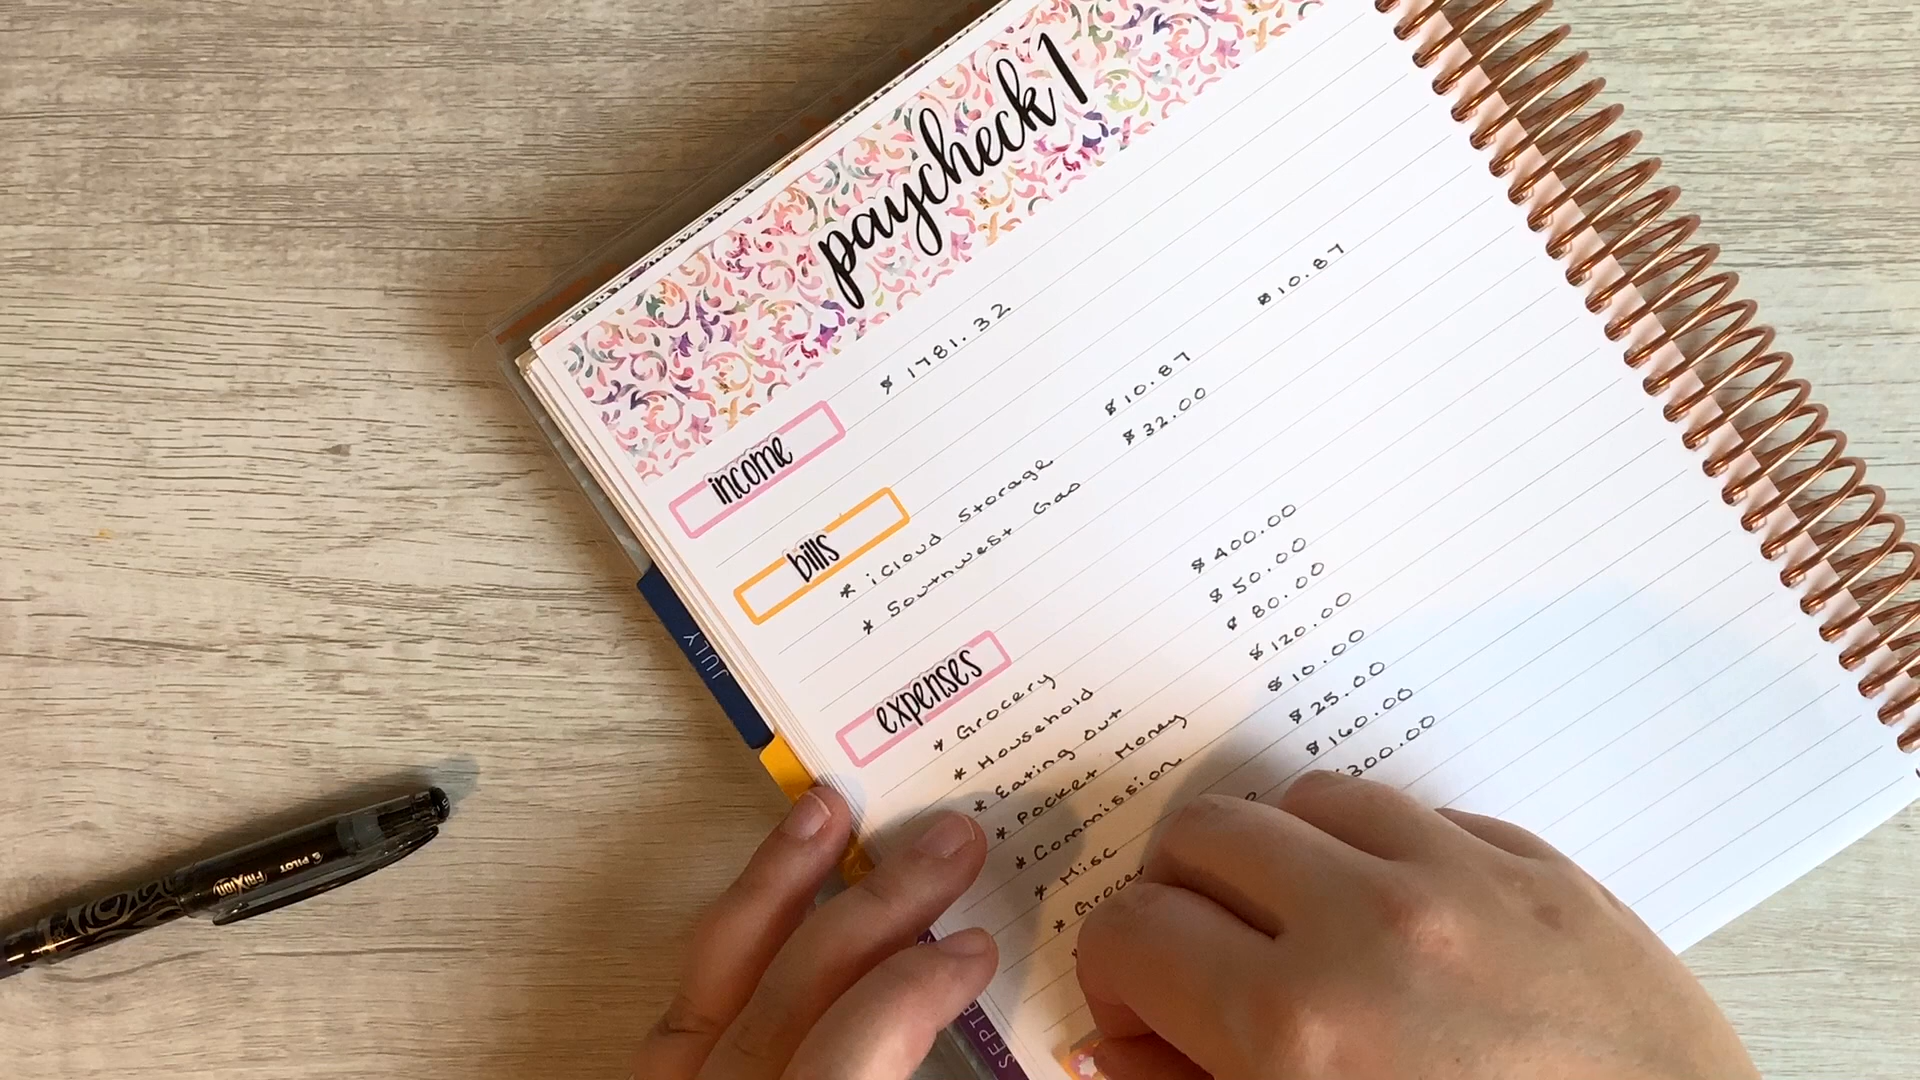 paycheck 1
income $1781.32
bills $10.87
* iCloud Storage $10.87
* Southwest Gas $32.00
expenses
* Grocery $400.00
* Household $50.00
* Eating out $80.00
* Pocket Money $120.00
* Commission $10.00
* Misc $25.00
* Grocer $160.00
300.00
JULY
SEPTE
PILOT
FRIXION